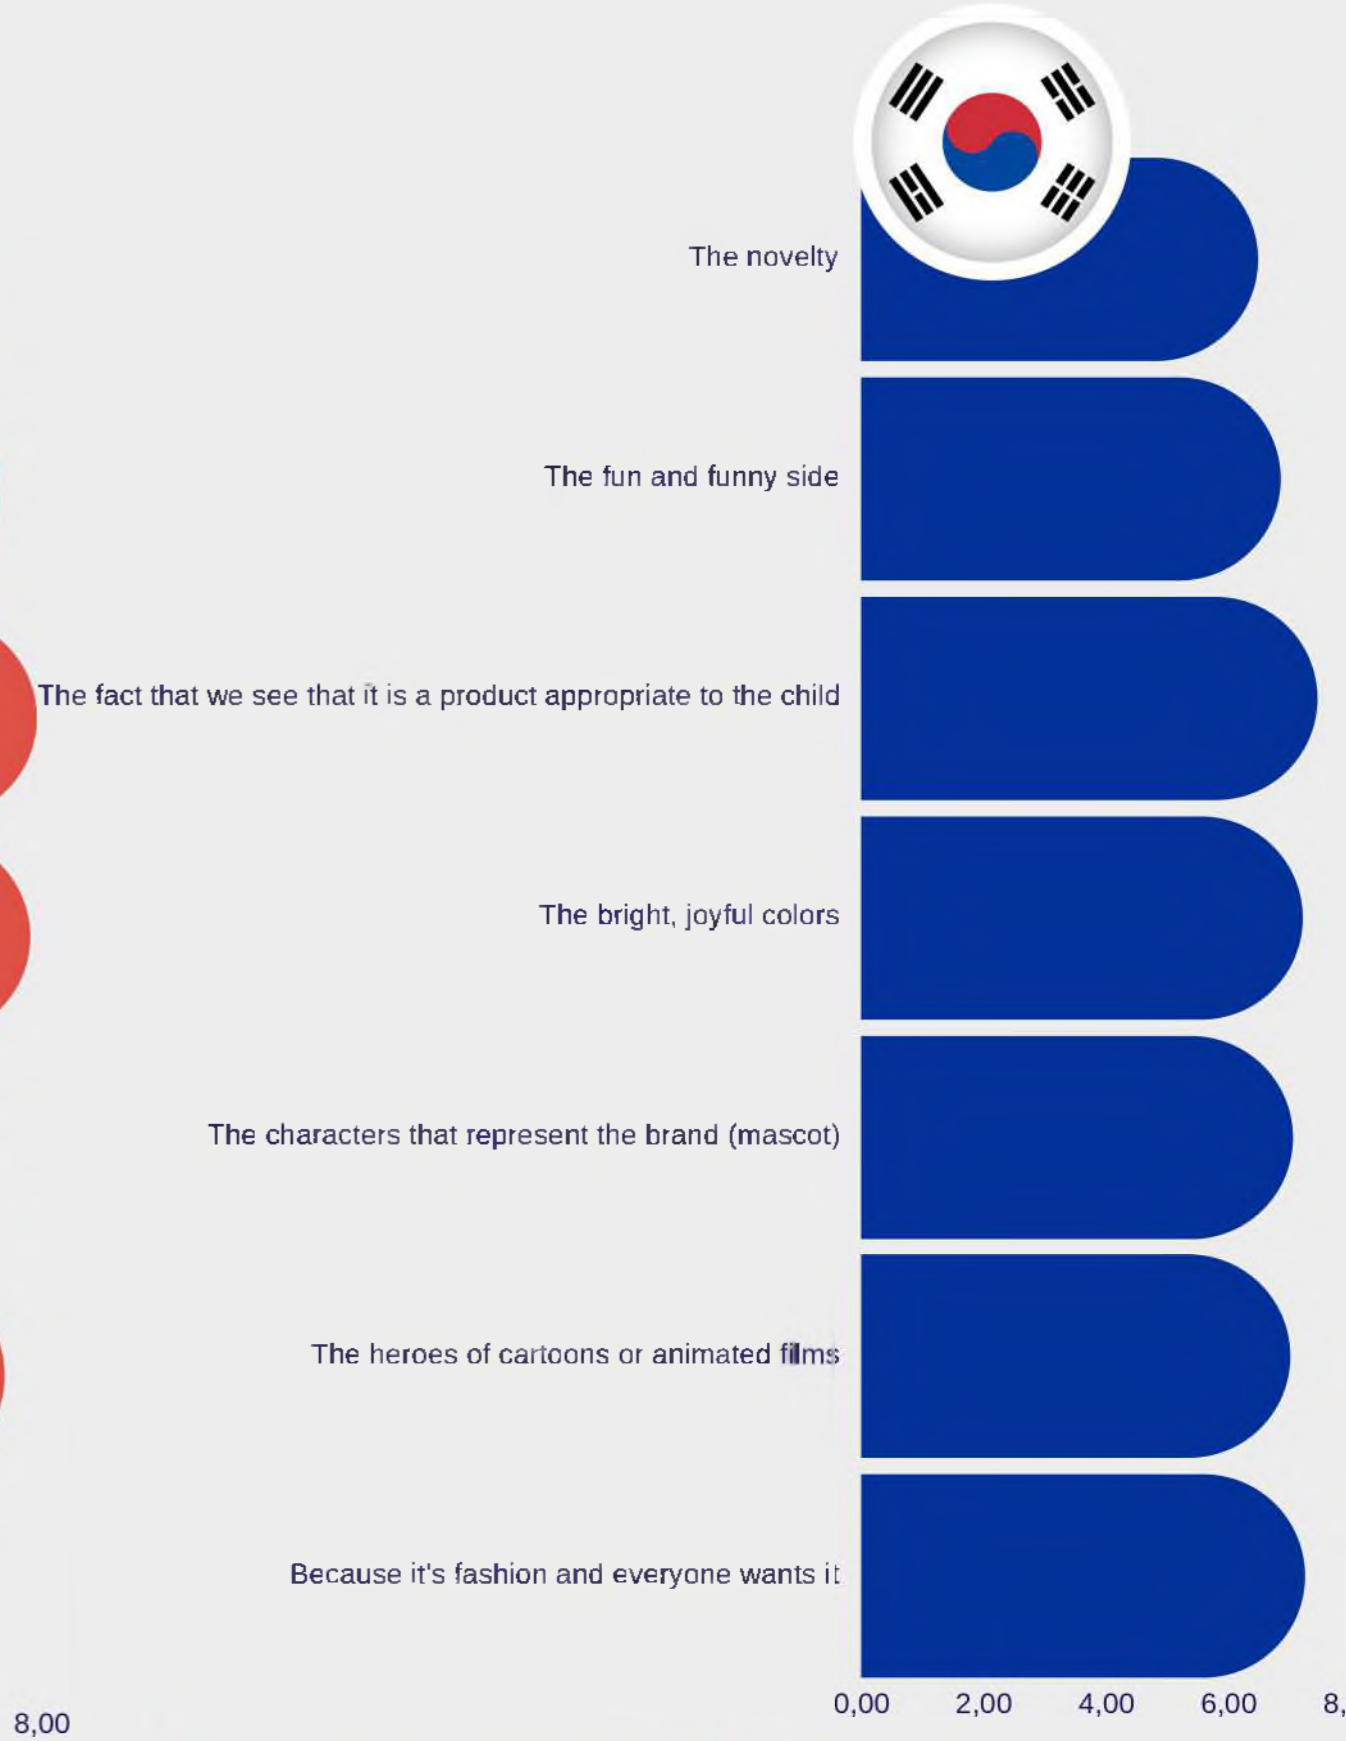 The novelty
The fun and funny side
The fact that we see that it is a product appropriate to the child
The bright, joyful colors
The characters that represent the brand (mascot)
The heroes of cartoons or animated films
Because it's fashion and everyone wants it
0,00 2,00 4,00 6,00 8,
8,00